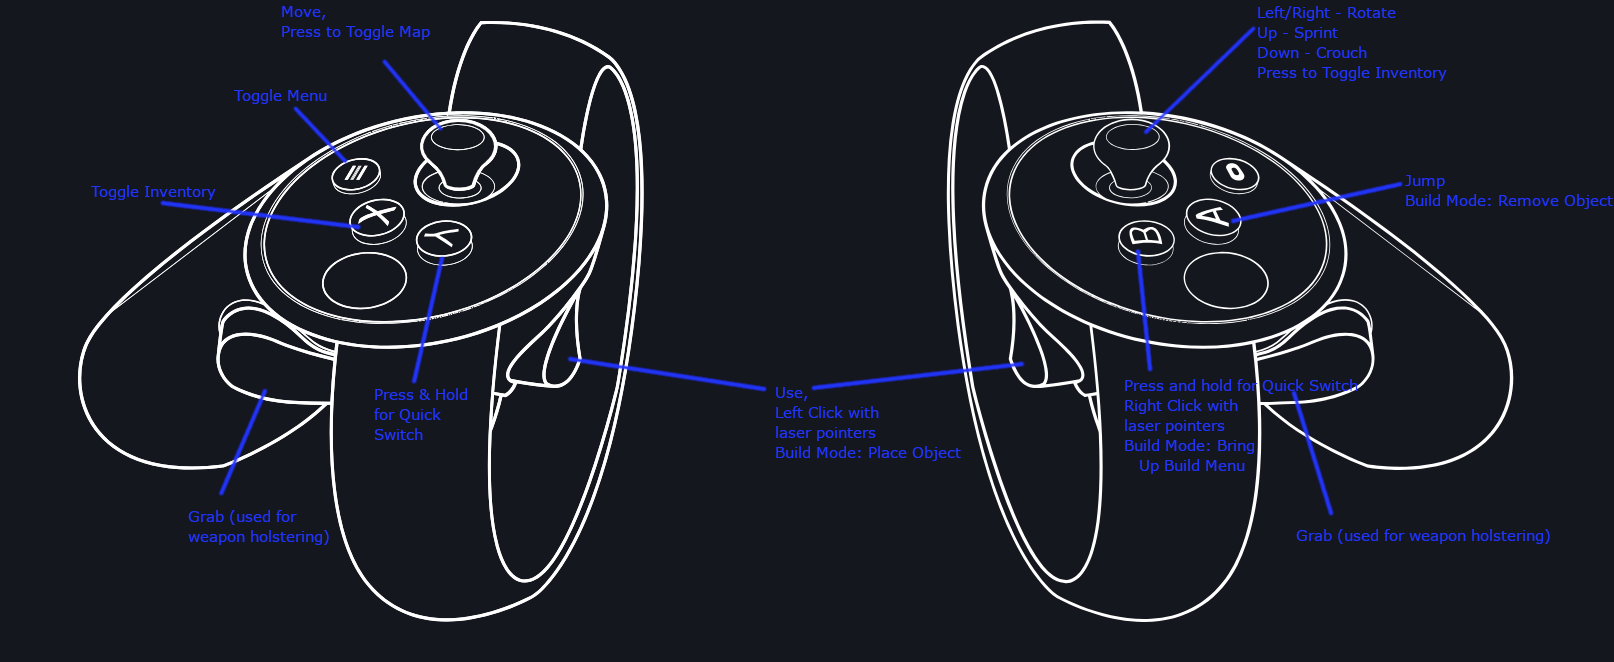 Move,
Press to Toggle Map
Toggle Menu
Toggle Inventory
X
Y
Press & Hold
for Quick
Switch
Grab (used for
weapon holstering)
Use,
Left Click with
laser pointers
Build Mode: Place Object
Left/Right - Rotate
Up - Sprint
Down - Crouch
Press to Toggle Inventory
A
B
Jump
Build Mode: Remove Object
Press and hold for Quick Switch
Right Click with
laser pointers
Build Mode: Bring
Up Build Menu
Grab (used for weapon holstering)